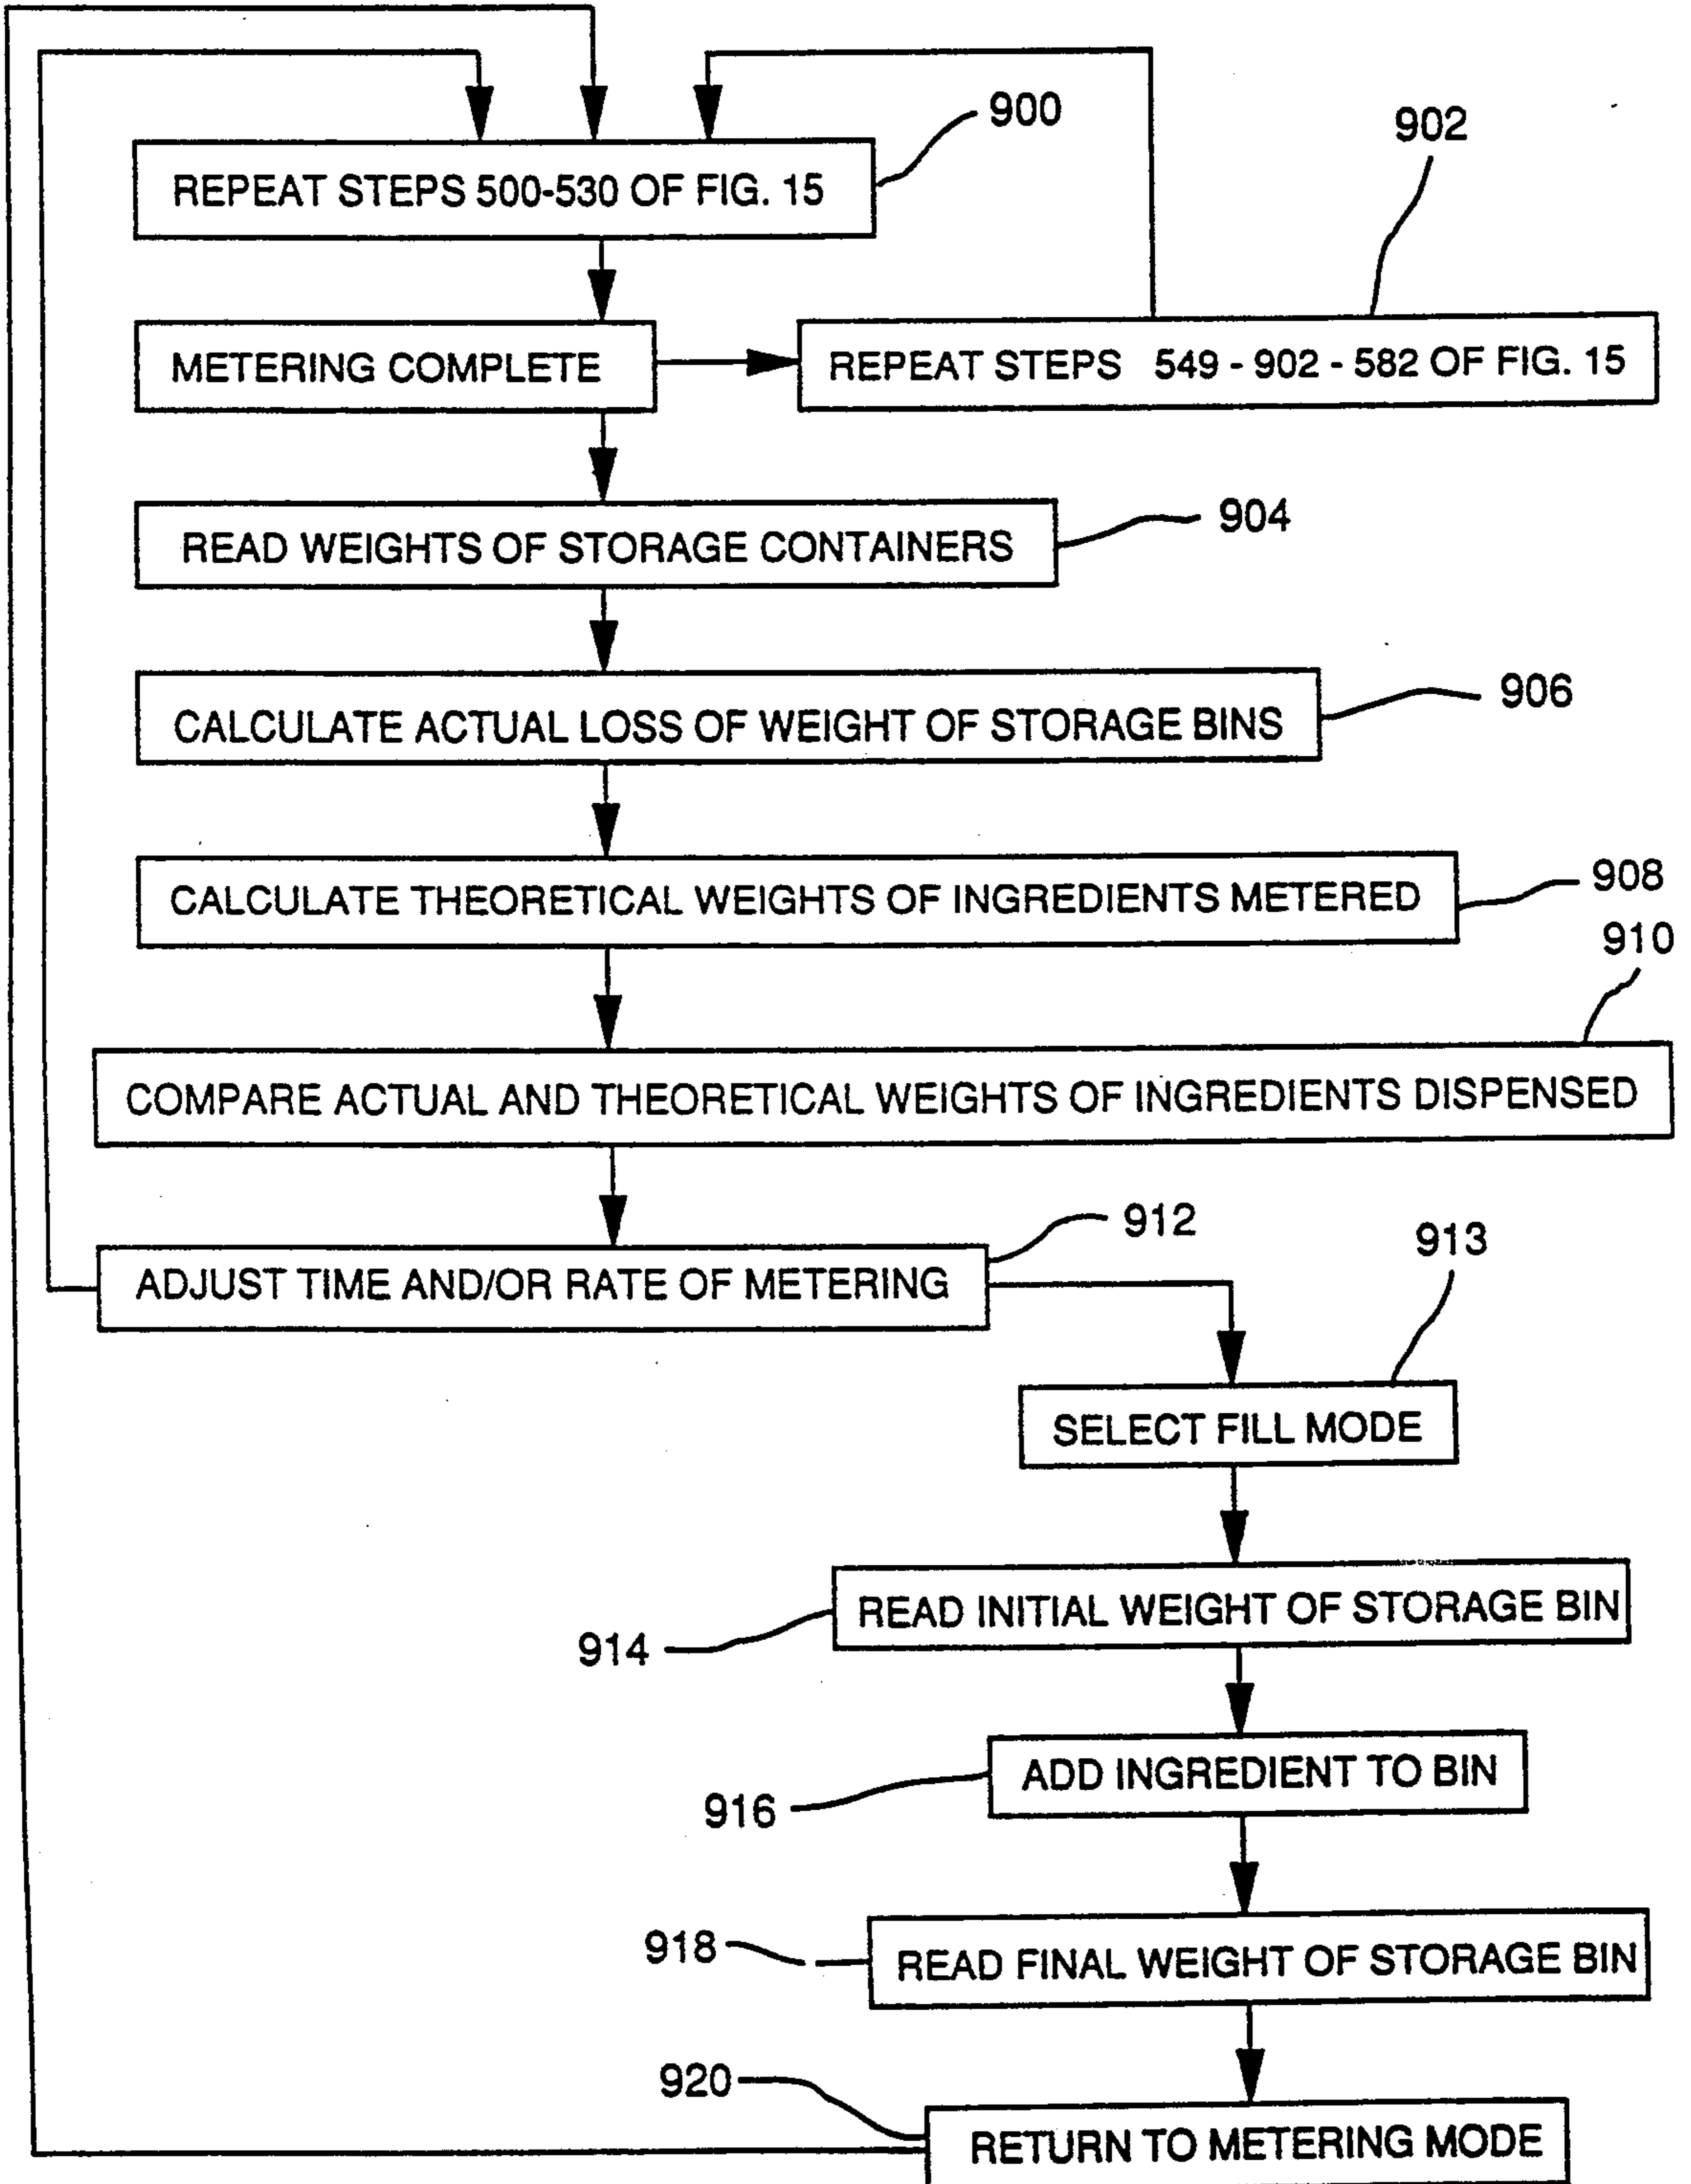 900
REPEAT STEPS 500-530 OF FIG. 15
902
METERING COMPLETE
REPEAT STEPS 549 - 902 - 582 OF FIG. 15
904
READ WEIGHTS OF STORAGE CONTAINERS
906
CALCULATE ACTUAL LOSS OF WEIGHT OF STORAGE BINS
908
CALCULATE THEORETICAL WEIGHTS OF INGREDIENTS METERED
910
COMPARE ACTUAL AND THEORETICAL WEIGHTS OF INGREDIENTS DISPENSED
912
ADJUST TIME AND/OR RATE OF METERING
913
SELECT FILL MODE
READ INITIAL WEIGHT OF STORAGE BIN
914
ADD INGREDIENT TO BIN
916
918
READ FINAL WEIGHT OF STORAGE BIN
920
RETURN TO METERING MODE